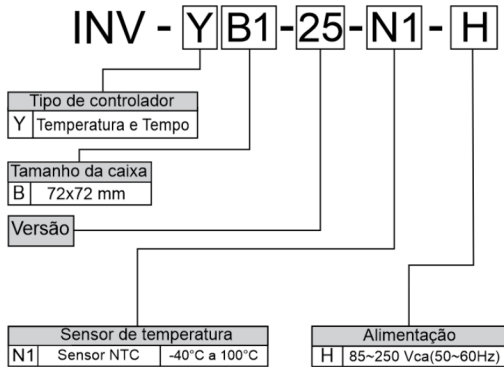 INV - Y B1 - 25 - N1 - H
Tipo de controlador
Y Temperatura e Tempo
Tamanho da caixa
B 72x72 mm
Versão
Sensor de temperatura
N1 Sensor NTC -40°C a 100°C
Alimentação
H 85~250 Vca(50~60Hz)